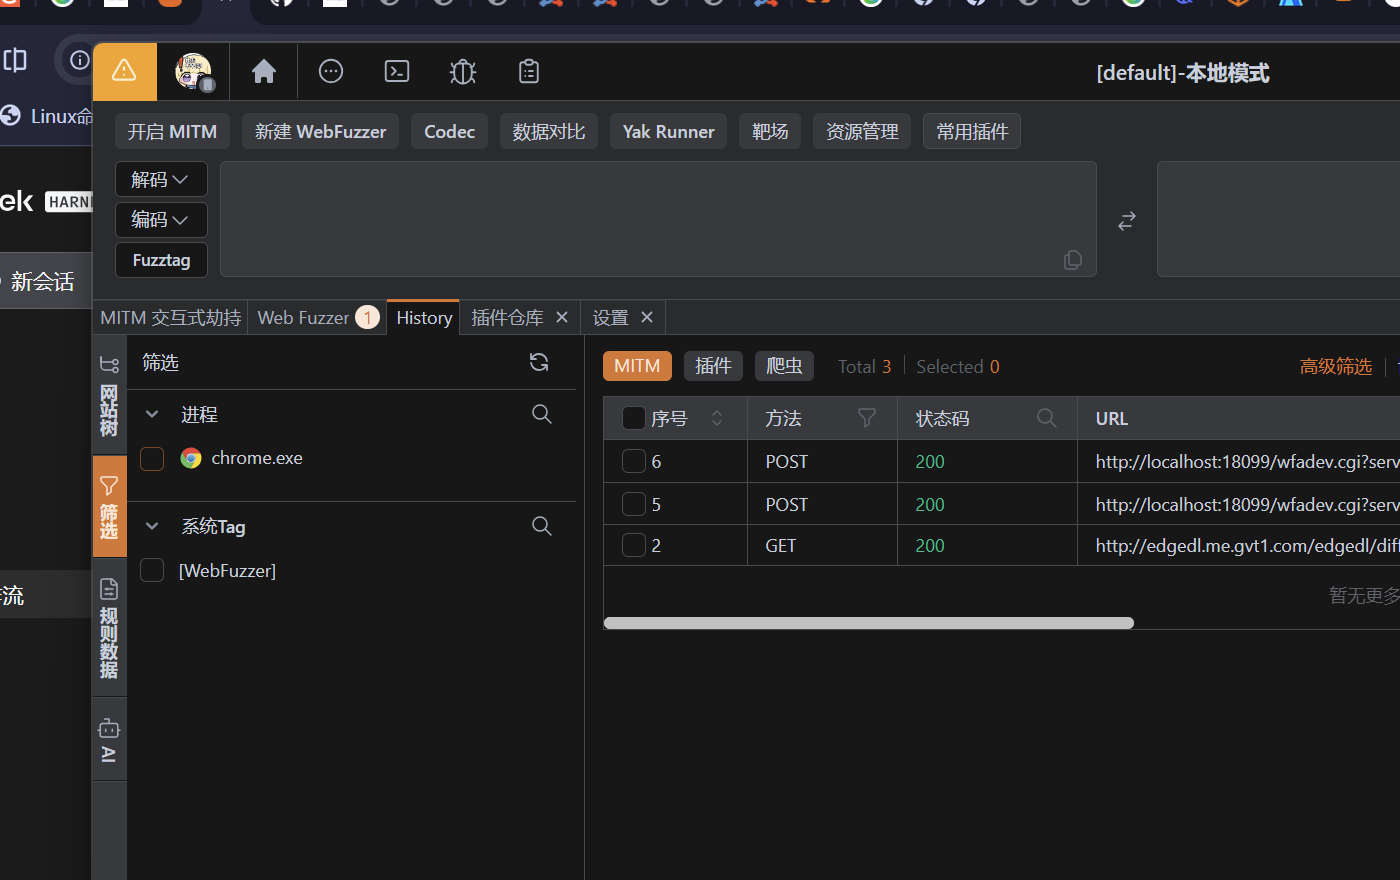 [default]-本地模式
Linux命
开启 MITM
新建 WebFuzzer
Codec
数据对比
Yak Runner
靶场
资源管理
常用插件
解码
编码
Fuzztag
ek HARN
新会话
流
MITM 交互式劫持
Web Fuzzer 1
History
插件仓库
设置
网站树
筛选
规则数据
AI
筛选
进程
chrome.exe
系统Tag
[WebFuzzer]
MITM 插件 爬虫 Total 3 Selected 0 高级筛选
序号 方法 状态码 URL
6 POST 200 http://localhost:18099/wfadev.cgi?serv
5 POST 200 http://localhost:18099/wfadev.cgi?serv
2 GET 200 http://edgedl.me.gvt1.com/edgedl/diff
暂无更多